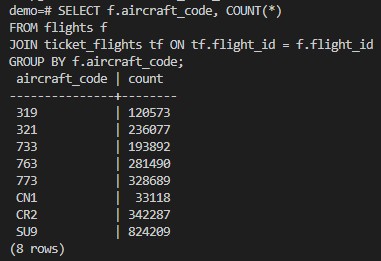 demo=# SELECT f.aircraft_code, COUNT(*)
FROM flights f
JOIN ticket_flights tf ON tf.flight_id = f.flight_id
GROUP BY f.aircraft_code;
 aircraft_code | count
---------------+--------
 319           | 120573
 321           | 236077
 733           | 193892
 763           | 281490
 773           | 328689
 CN1           |  33118
 CR2           | 342287
 SU9           | 824209
(8 rows)